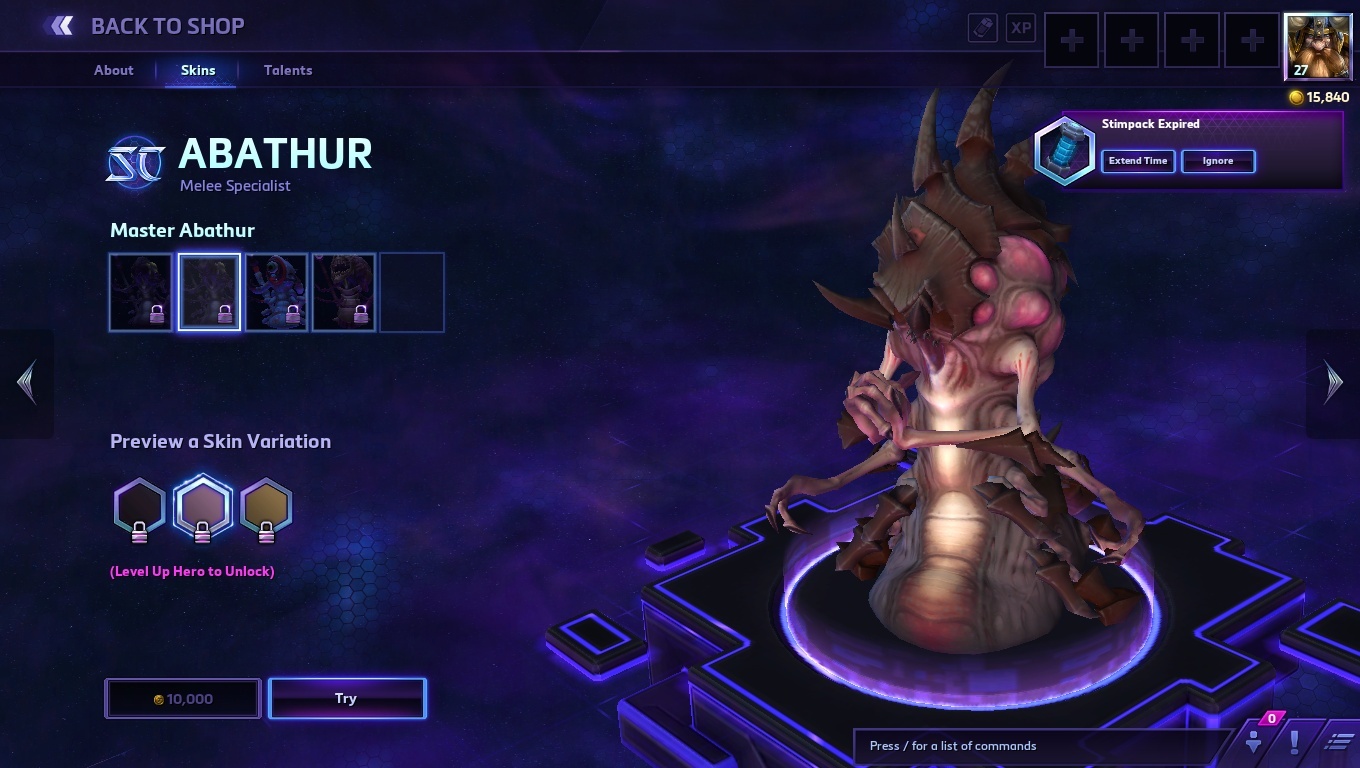 BACK TO SHOP
XP
27
15,840
About
Skins
Talents
Stimpack Expired
Extend Time
Ignore
SC
ABATHUR
Melee Specialist
Master Abathur
Preview a Skin Variation
(Level Up Hero to Unlock)
10,000
Try
0
Press / for a list of commands